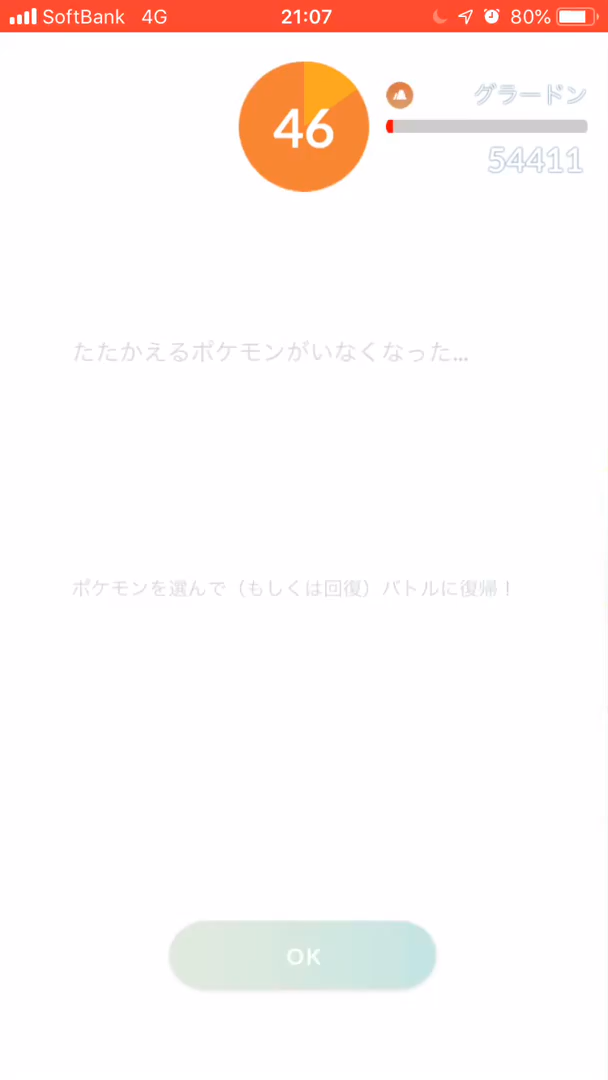 SoftBank 4G 21:07 80%
46
グラードン
54411
たたかえるポケモンがいなくなった...
ポケモンを選んで（もしくは回復）バトルに復帰！
OK